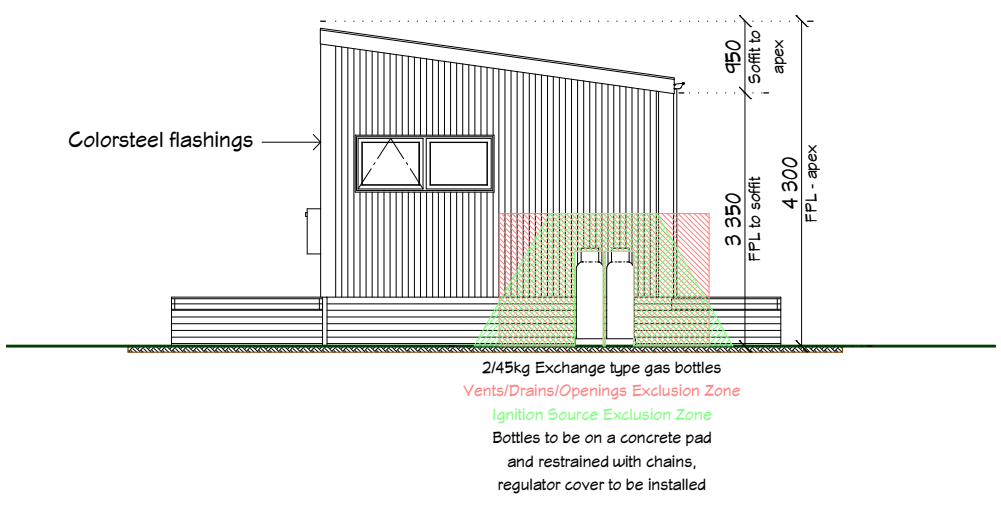 950
Soffit to
apex
Colorsteel flashings
3 350
FPL to soffit
4 300
FPL - apex
2/45kg Exchange type gas bottles
Vents/Drains/Openings Exclusion Zone
Ignition Source Exclusion Zone
Bottles to be on a concrete pad
and restrained with chains,
regulator cover to be installed